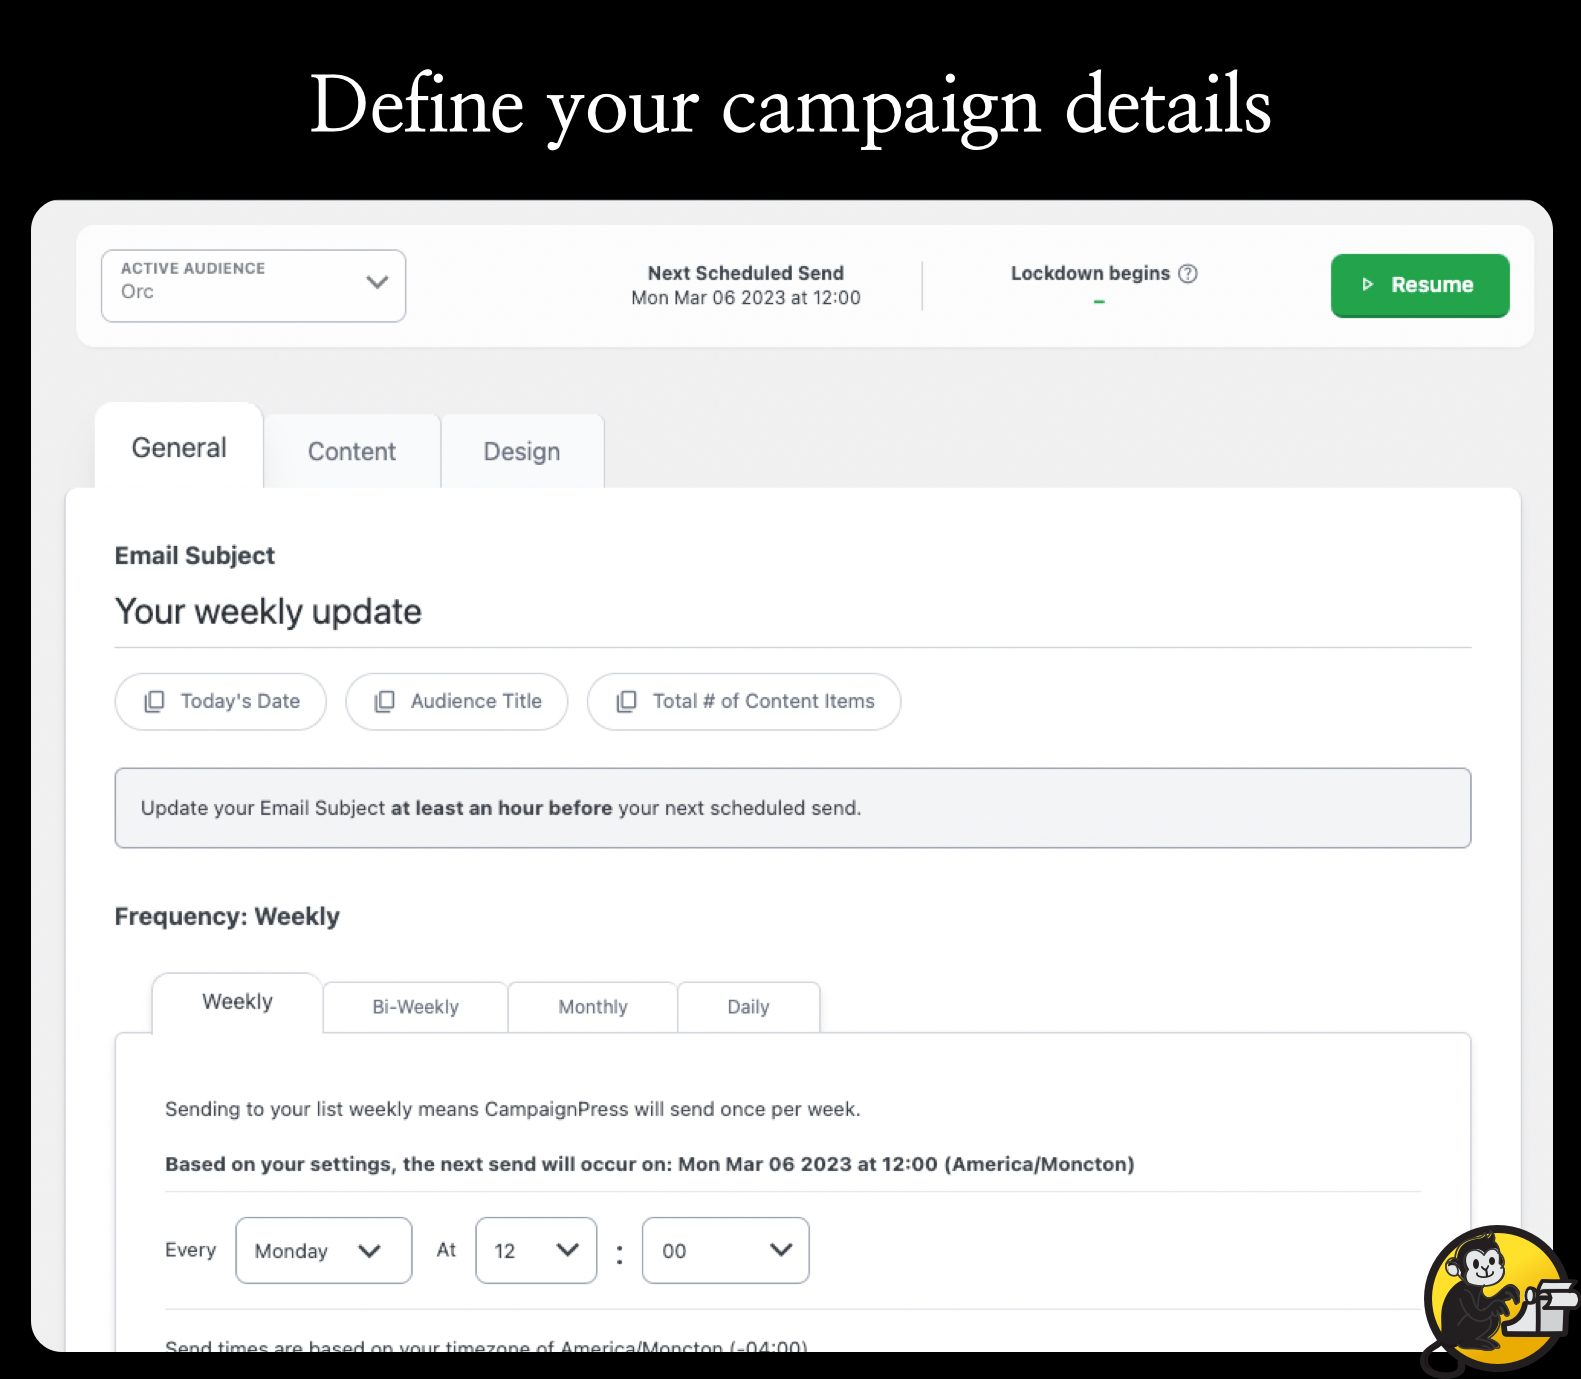 Define your campaign details
ACTIVE AUDIENCE
Orc
Next Scheduled Send
Mon Mar 06 2023 at 12:00
Lockdown begins
–
Resume
General
Content
Design
Email Subject
Your weekly update
Today's Date
Audience Title
Total # of Content Items
Update your Email Subject at least an hour before your next scheduled send.
Frequency: Weekly
Weekly
Bi-Weekly
Monthly
Daily
Sending to your list weekly means CampaignPress will send once per week.
Based on your settings, the next send will occur on: Mon Mar 06 2023 at 12:00 (America/Moncton)
Every Monday At 12 : 00
Send times are based on your timezone of America/Moncton (-04:00)